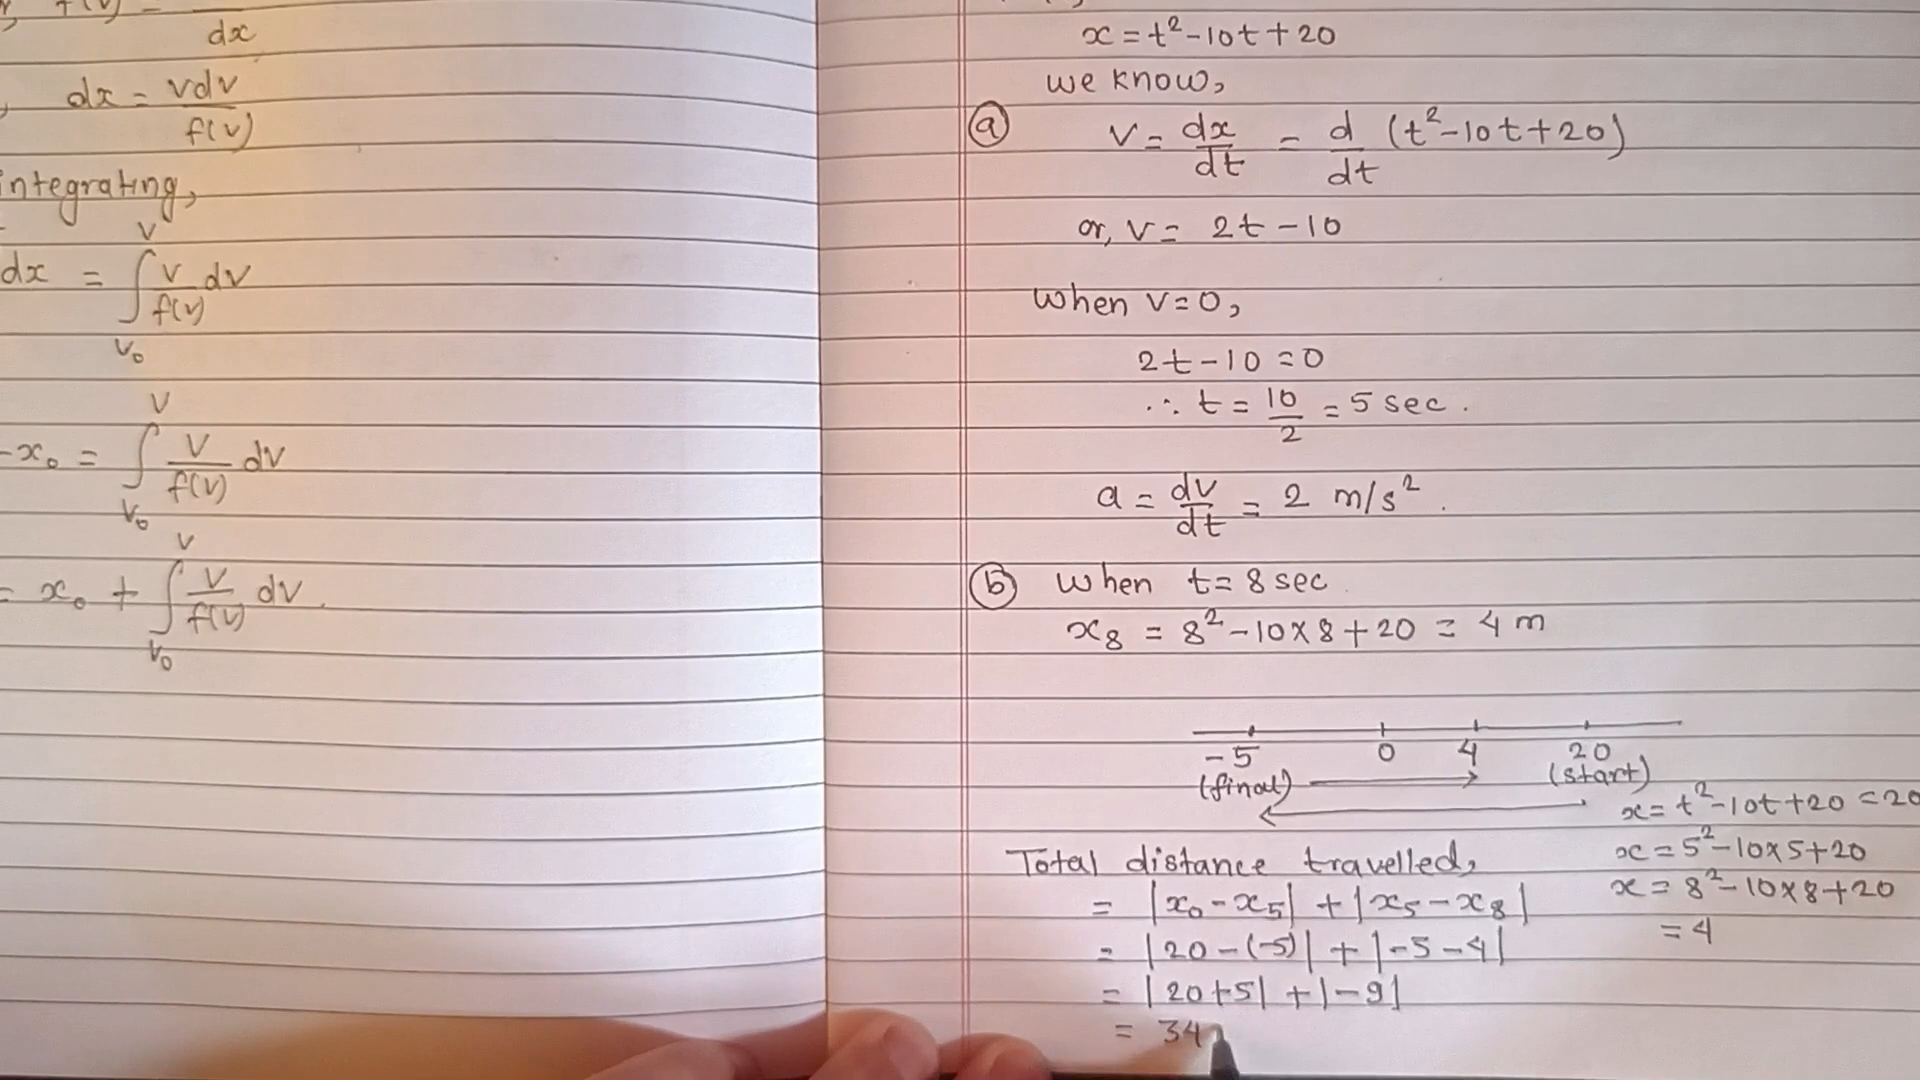 dx
dx = vdv / f(v)
integrating,
dx = ∫_{v₀}^{v} v/f(v) dv
-x₀ = ∫_{v₀}^{v} v/f(v) dv
= x₀ + ∫_{v₀}^{v} v/f(v) dv.
x = t² - 10t + 20
we know,
(a) v = dx/dt = d/dt (t² - 10t + 20)
or, v = 2t - 10
when v = 0,
2t - 10 = 0
∴ t = 10/2 = 5 sec.
a = dv/dt = 2 m/s².
(b) when t = 8 sec
x₈ = 8² - 10 × 8 + 20 = 4 m
-5 0 4 20
(final) (start)
x = t² - 10t + 20 = 20
x = 5² - 10×5 + 20
x = 8² - 10×8 + 20
= 4
Total distance travelled,
= |x₀ - x₅| + |x₅ - x₈|
= |20 - (-5)| + |-5 - 4|
= |20 + 5| + |-9|
= 34